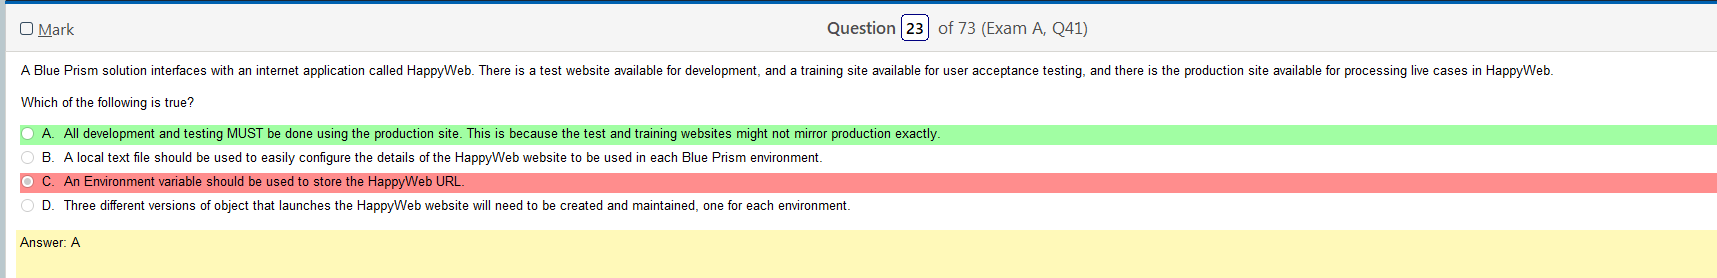 Mark
Question 23 of 73 (Exam A, Q41)
A Blue Prism solution interfaces with an internet application called HappyWeb. There is a test website available for development, and a training site available for user acceptance testing, and there is the production site available for processing live cases in HappyWeb.
Which of the following is true?
A. All development and testing MUST be done using the production site. This is because the test and training websites might not mirror production exactly.
B. A local text file should be used to easily configure the details of the HappyWeb website to be used in each Blue Prism environment.
C. An Environment variable should be used to store the HappyWeb URL.
D. Three different versions of object that launches the HappyWeb website will need to be created and maintained, one for each environment.
Answer: A